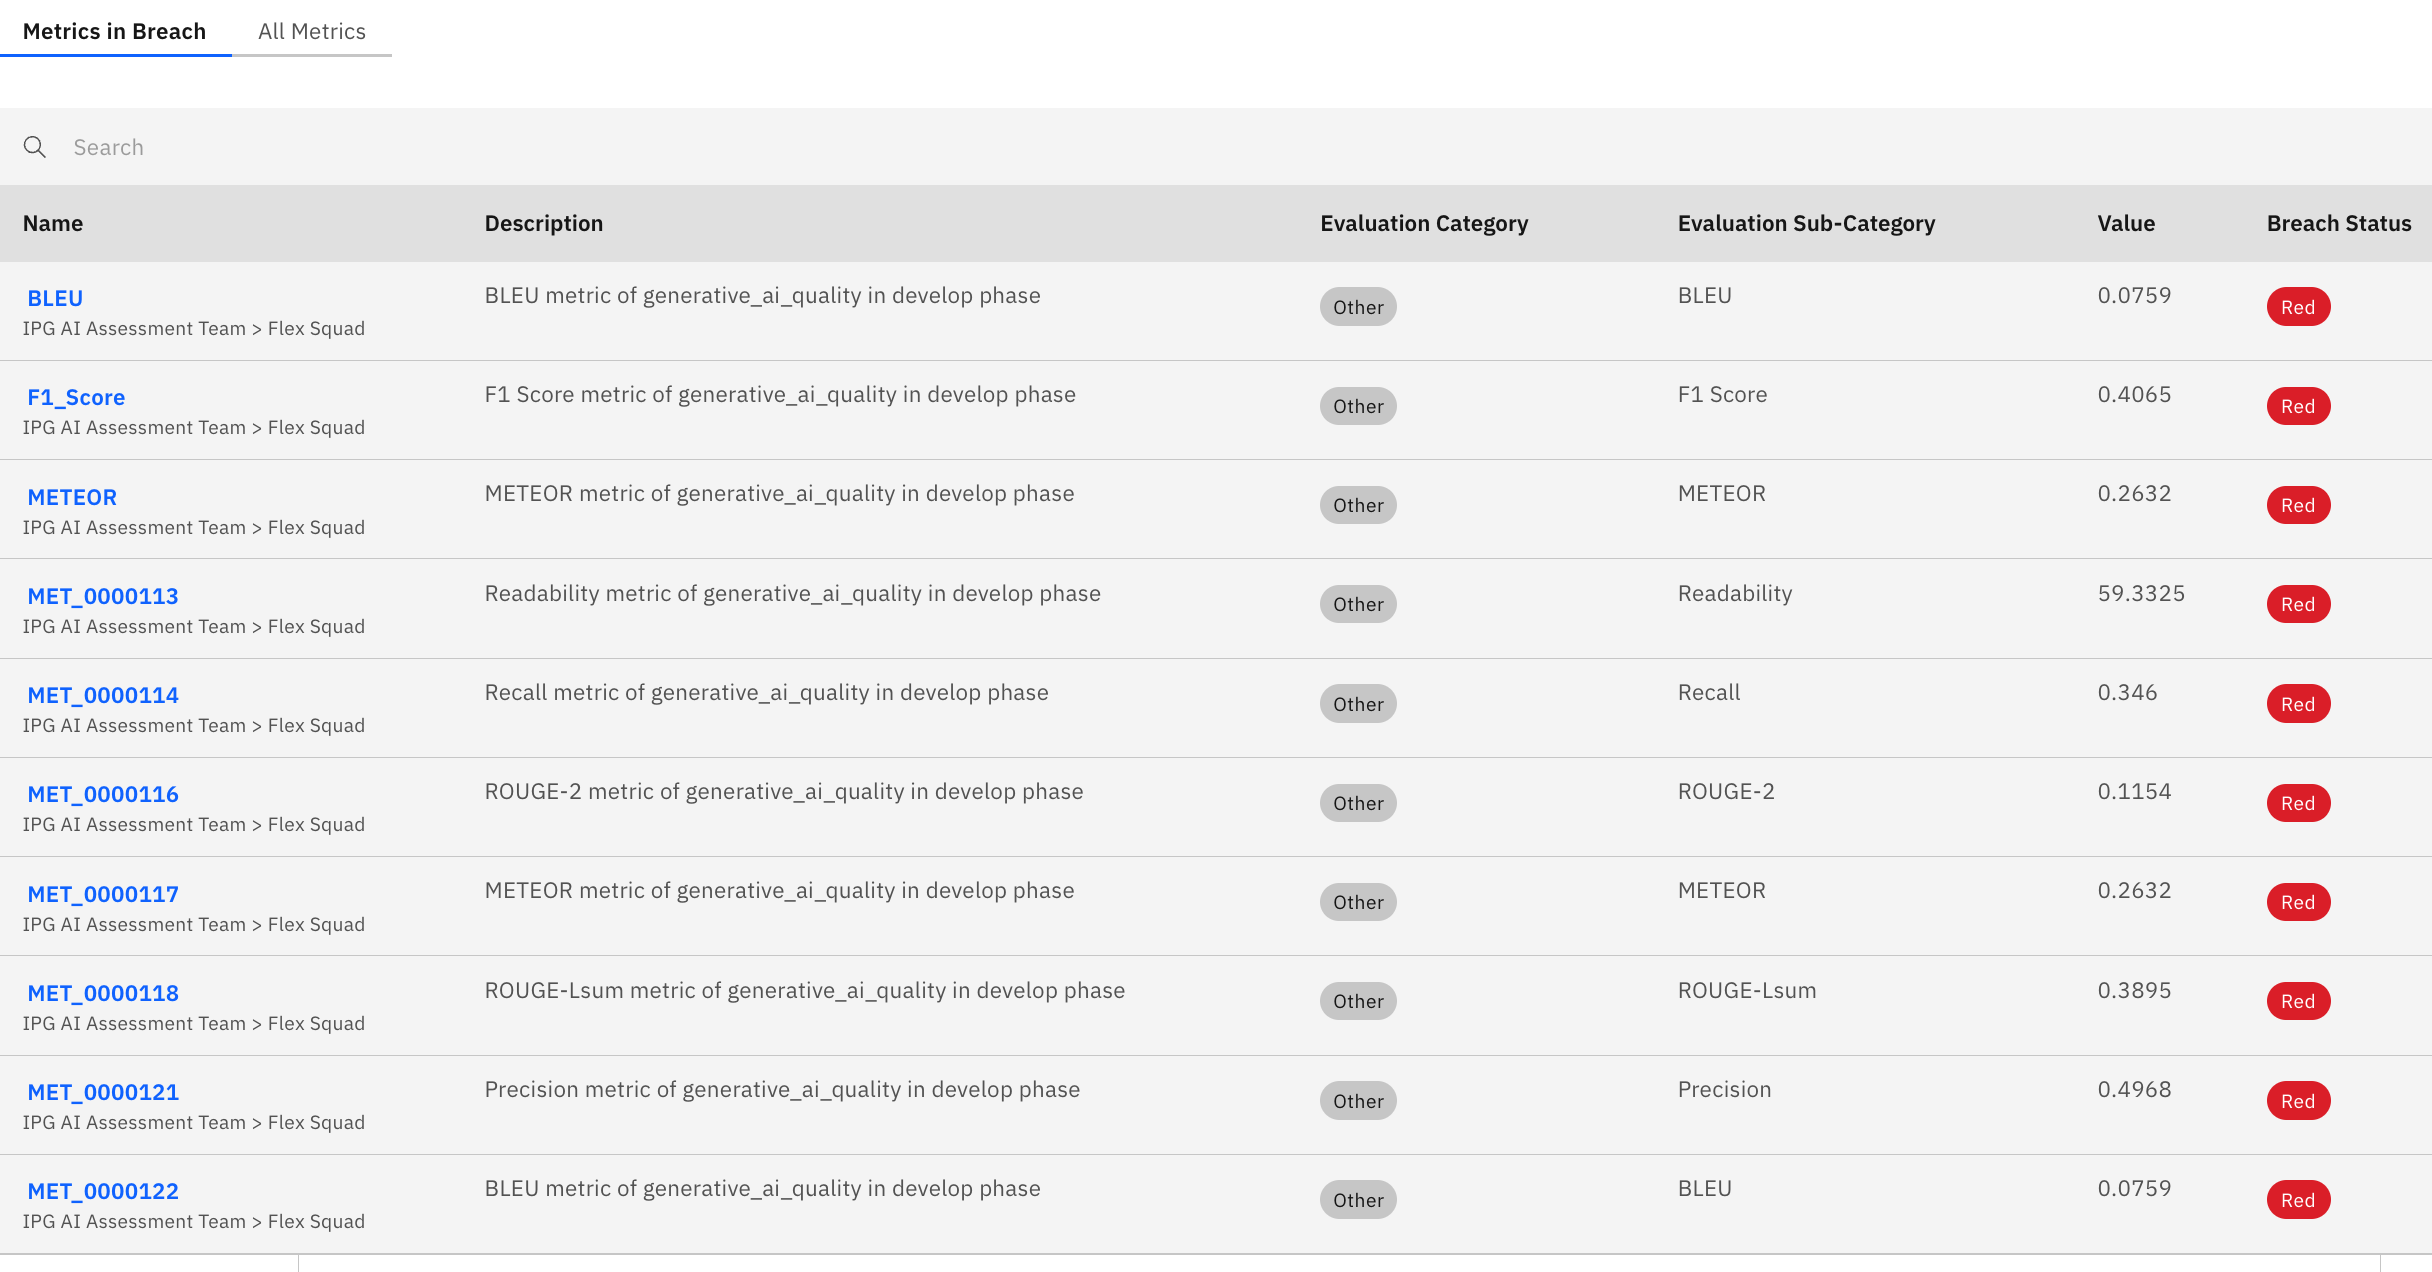 Metrics in Breach All Metrics
Search
Name Description Evaluation Category Evaluation Sub-Category Value Breach Status
BLEU BLEU metric of generative_ai_quality in develop phase Other BLEU 0.0759 Red
IPG AI Assessment Team > Flex Squad
F1_Score F1 Score metric of generative_ai_quality in develop phase Other F1 Score 0.4065 Red
IPG AI Assessment Team > Flex Squad
METEOR METEOR metric of generative_ai_quality in develop phase Other METEOR 0.2632 Red
IPG AI Assessment Team > Flex Squad
MET_0000113 Readability metric of generative_ai_quality in develop phase Other Readability 59.3325 Red
IPG AI Assessment Team > Flex Squad
MET_0000114 Recall metric of generative_ai_quality in develop phase Other Recall 0.346 Red
IPG AI Assessment Team > Flex Squad
MET_0000116 ROUGE-2 metric of generative_ai_quality in develop phase Other ROUGE-2 0.1154 Red
IPG AI Assessment Team > Flex Squad
MET_0000117 METEOR metric of generative_ai_quality in develop phase Other METEOR 0.2632 Red
IPG AI Assessment Team > Flex Squad
MET_0000118 ROUGE-Lsum metric of generative_ai_quality in develop phase Other ROUGE-Lsum 0.3895 Red
IPG AI Assessment Team > Flex Squad
MET_0000121 Precision metric of generative_ai_quality in develop phase Other Precision 0.4968 Red
IPG AI Assessment Team > Flex Squad
MET_0000122 BLEU metric of generative_ai_quality in develop phase Other BLEU 0.0759 Red
IPG AI Assessment Team > Flex Squad